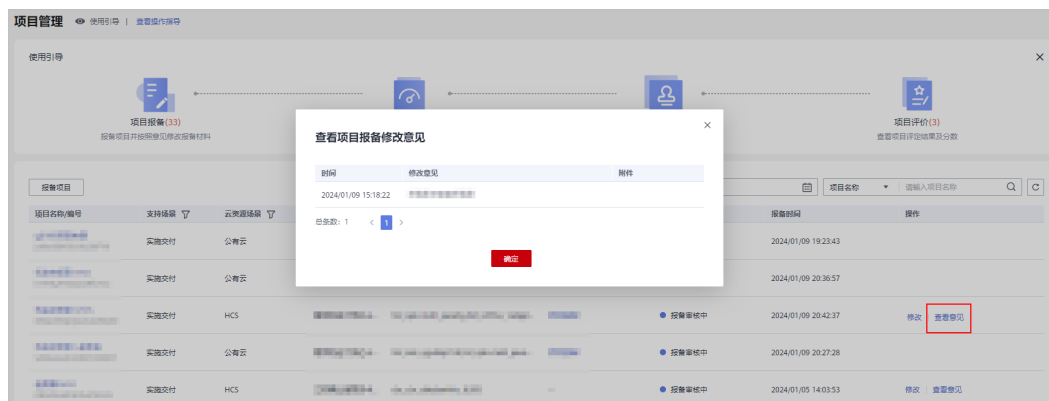 项目管理 使用引导 | 查看操作指导
使用引导
项目报备(33)
报备项目并按照意见修改报备材料
项目评价(3)
查看项目评定结果及分数
查看项目报备修改意见
时间 修改意见 附件
2024/01/09 15:18:22
总条数: 1 < 1 >
确定
报备项目 项目名称 请输入项目名称
项目名称/编号 支持场景 云资源场景 报备时间 操作
实施交付 公有云 2024/01/09 19:23:43
实施交付 公有云 2024/01/09 20:36:57
实施交付 HCS 报备审核中 2024/01/09 20:42:37 修改 查看意见
实施交付 公有云 报备审核中 2024/01/09 20:27:28
实施交付 HCS 报备审核中 2024/01/05 14:03:53 修改 查看意见